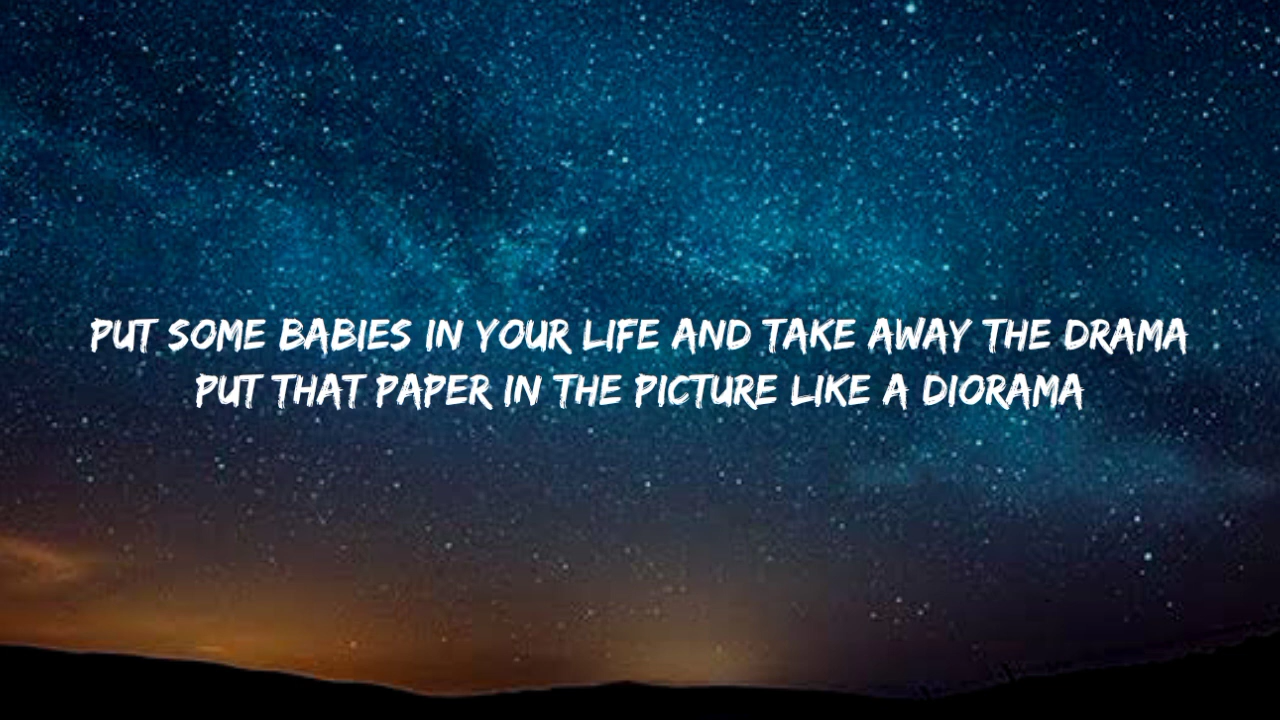 PUT SOME BABIES IN YOUR LIFE AND TAKE AWAY THE DRAMA
PUT THAT PAPER IN THE PICTURE LIKE A DIORAMA